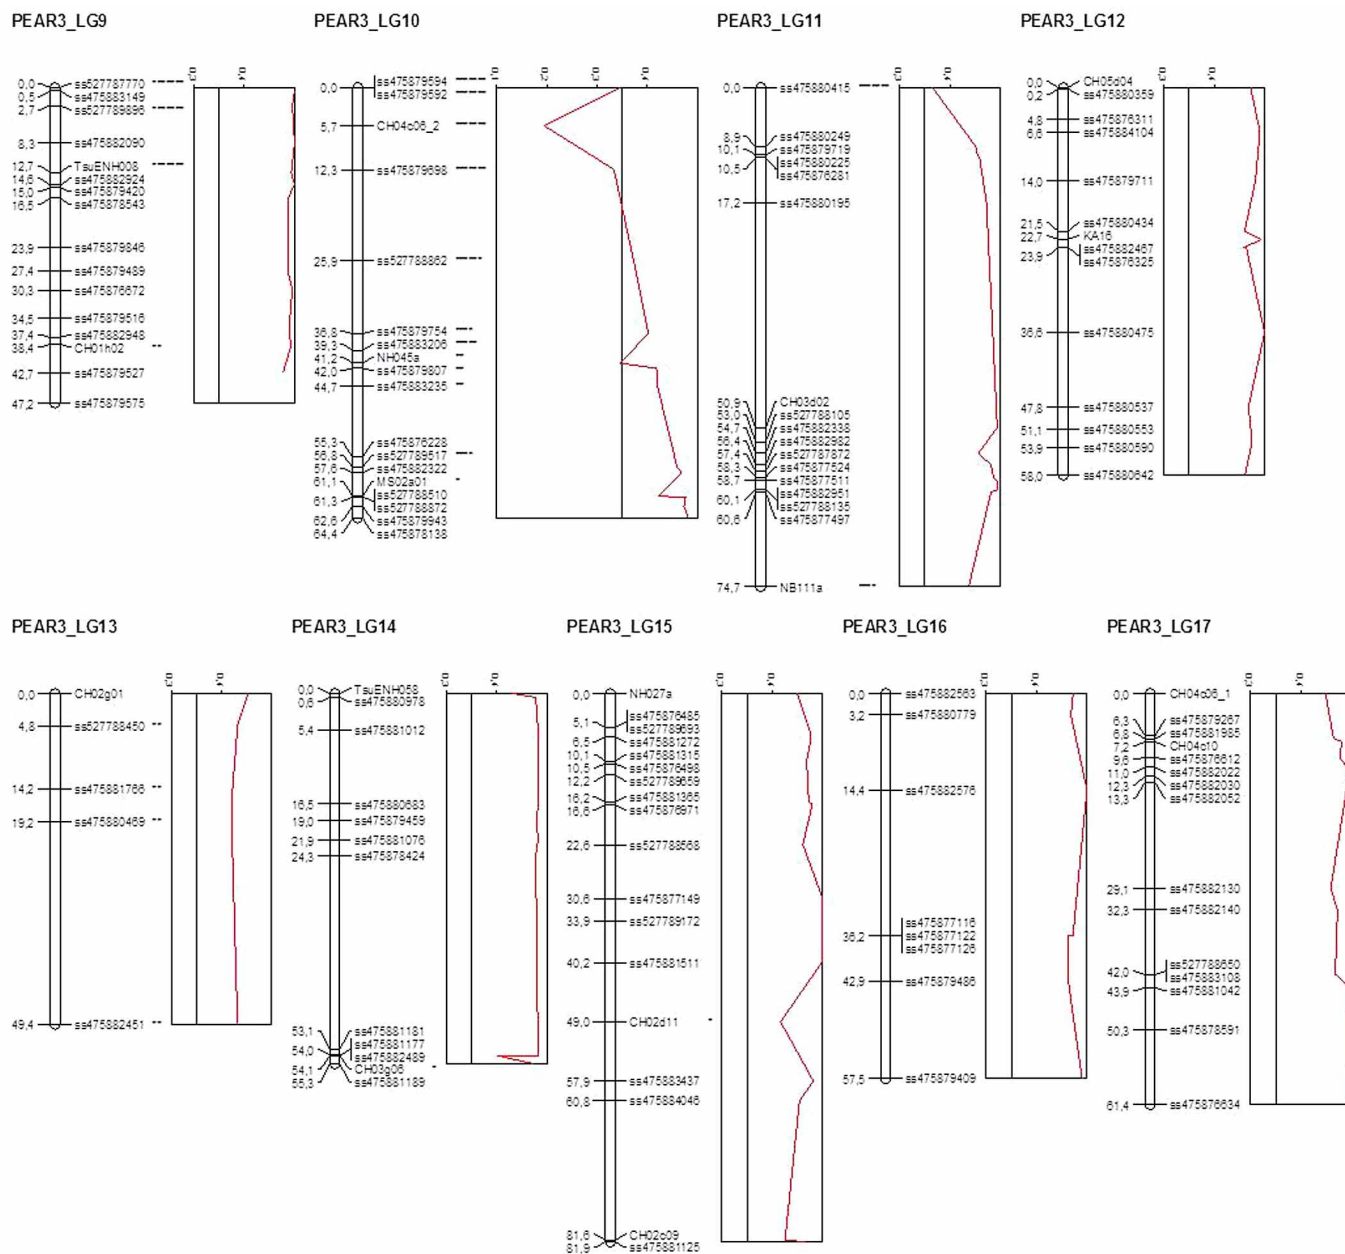 PEAR3_LG9
0,0 ss527787770 ----
0,5 ss475883149
2,7 ss527789896 ----
8,3 ss475882090
12,7 TsuENH008 ----
14,6 ss475882924
15,0 ss475879420
16,5 ss475878543
23,9 ss475879846
27,4 ss475879489
30,3 ss475876672
34,5 ss475879516
37,4 ss475882948
38,4 CH01h02 --
42,7 ss475879527
47,2 ss475879575
PEAR3_LG10
0,0 ss475879594 ----
ss475879592 ---
5,7 CH04c06_2 ---
12,3 ss475879698 ----
25,9 ss527788862 ----
36,8 ss475879754 ---
39,3 ss475883206 ---
41,2 NH045a --
42,0 ss475879807 --
44,7 ss475883235 --
55,3 ss475876228
56,8 ss527789517 ---
57,6 ss475882322
61,1 MS02a01 -
61,3 ss527788510
ss527788872
62,6 ss475879943
64,4 ss475878138
PEAR3_LG11
0,0 ss475880415 ----
8,9 ss475880249
10,1 ss475879719
10,5 ss475880225
ss475876281
17,2 ss475880195
50,9 CH03d02
53,0 ss527788105
54,7 ss475882338
56,4 ss475882982
57,4 ss527787872
58,3 ss475877524
58,7 ss475877511
60,1 ss475882951
ss527788135
60,6 ss475877497
74,7 NB111a ---
PEAR3_LG12
0,0 CH05d04
0,2 ss475880359
4,8 ss475876311
6,6 ss475884104
14,0 ss475879711
21,5 ss475880434
22,7 KA16
23,9 ss475882467
ss475876325
36,6 ss475880475
47,8 ss475880537
51,1 ss475880553
53,9 ss475880590
58,0 ss475880642
PEAR3_LG13
0,0 CH02g01
4,8 ss527788450 --
14,2 ss475881766 --
19,2 ss475880469 --
49,4 ss475882451 --
PEAR3_LG14
0,0 TsuENH058
0,6 ss475880978
5,4 ss475881012
16,5 ss475880683
19,0 ss475879459
21,9 ss475881076
24,3 ss475878424
53,1 ss475881181
54,0 ss475881177
ss475882489
54,1 CH03g06 -
55,3 ss475881189
PEAR3_LG15
0,0 NH027a
5,1 ss475876485
ss527789693
6,5 ss475881272
10,1 ss475881315
10,5 ss475876498
12,2 ss527789659
16,2 ss475881365
16,6 ss475876971
22,6 ss527788568
30,6 ss475877149
33,9 ss527789172
40,2 ss475881511
49,0 CH02d11 -
57,9 ss475883437
60,8 ss475884046
81,6 CH02c09
81,9 ss475881125
PEAR3_LG16
0,0 ss475882563
3,2 ss475880779
14,4 ss475882576
ss475877116
36,2 ss475877122
ss475877126
42,9 ss475879486
57,5 ss475879409
PEAR3_LG17
0,0 CH04c06_1
6,3 ss475879267
6,8 ss475881985
7,2 CH04c10
9,6 ss475876612
11,0 ss475882022
12,3 ss475882030
13,3 ss475882052
29,1 ss475882130
32,3 ss475882140
42,0 ss527788650
ss475883108
43,9 ss475881042
50,3 ss475878591
61,4 ss475876634